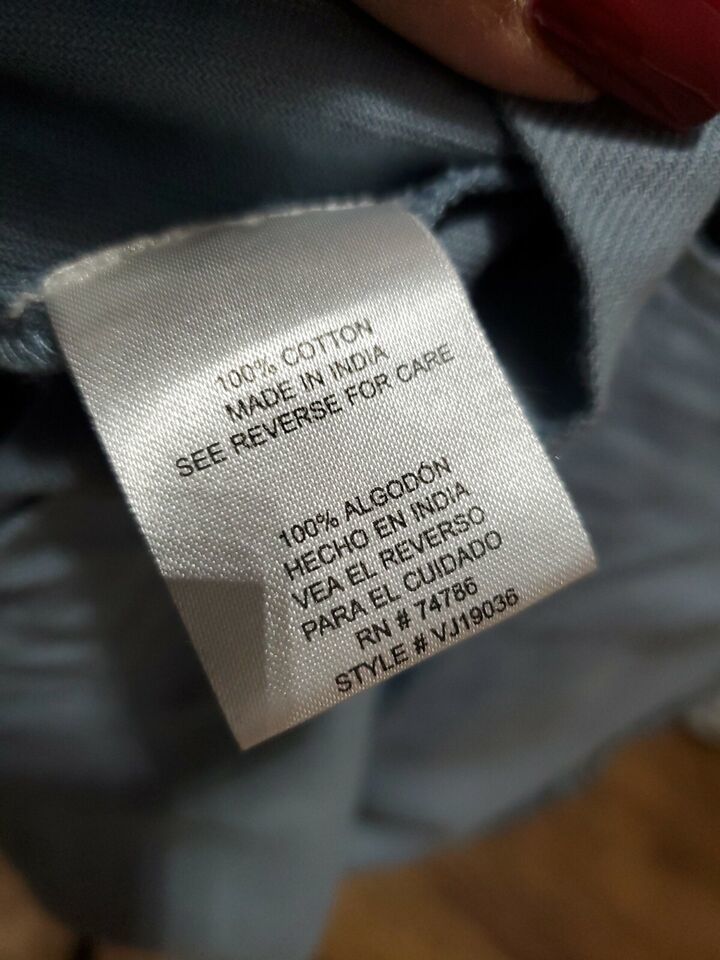 100% COTTON
MADE IN INDIA
SEE REVERSE FOR CARE
100% ALGODÓN
HECHO EN INDIA
VEA EL REVERSO
PARA EL CUIDADO
RN # 74786
STYLE # VJ19036